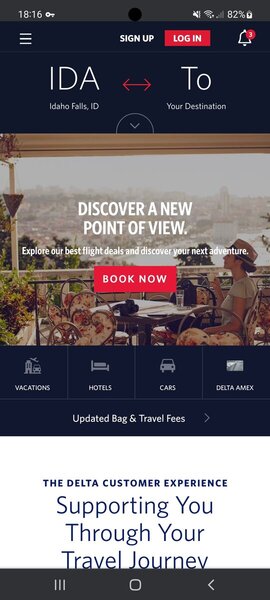 18:16
82%
SIGN UP
LOG IN
3
IDA
To
Idaho Falls, ID
Your Destination
DISCOVER A NEW
POINT OF VIEW.
Explore our best flight deals and discover your next adventure.
BOOK NOW
VACATIONS
HOTELS
CARS
DELTA AMEX
Updated Bag & Travel Fees
THE DELTA CUSTOMER EXPERIENCE
Supporting You
Through Your
Travel Journey